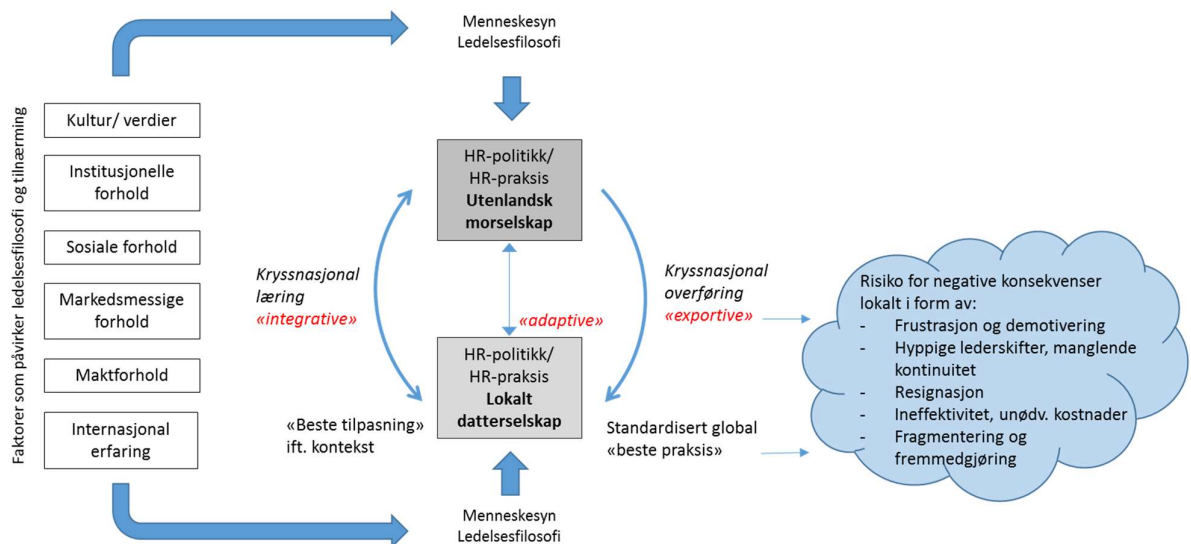 Faktorer som påvirker ledelsesfilosofi og tilnærming
Kultur/ verdier
Institusjonelle
forhold
Sosiale forhold
Markedsmessige
forhold
Maktforhold
Internasjonal
erfaring
Menneskesyn
Ledelsesfilosofi
HR-politikk/
HR-praksis
Utenlandsk
morselskap
Kryssnasjonal
læring
«integrative»
«adaptive»
Kryssnasjonal
overføring
«exportive»
HR-politikk/
HR-praksis
Lokalt
datterselskap
«Beste tilpasning»
ift. kontekst
Standardisert global
«beste praksis»
Menneskesyn
Ledelsesfilosofi
Risiko for negative konsekvenser
lokalt i form av:
- Frustrasjon og demotivering
- Hyppige lederskifter, manglende
kontinuitet
- Resignasjon
- Ineffektivitet, unødv. kostnader
- Fragmentering og
fremmedgjøring